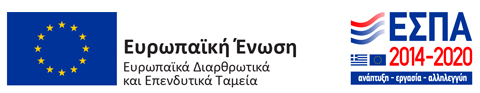 Ευρωπαϊκή Ένωση
Ευρωπαϊκά Διαρθρωτικά
και Επενδυτικά Ταμεία
ΕΣΠΑ
2014-2020
ανάπτυξη - εργασία - αλληλεγγύη